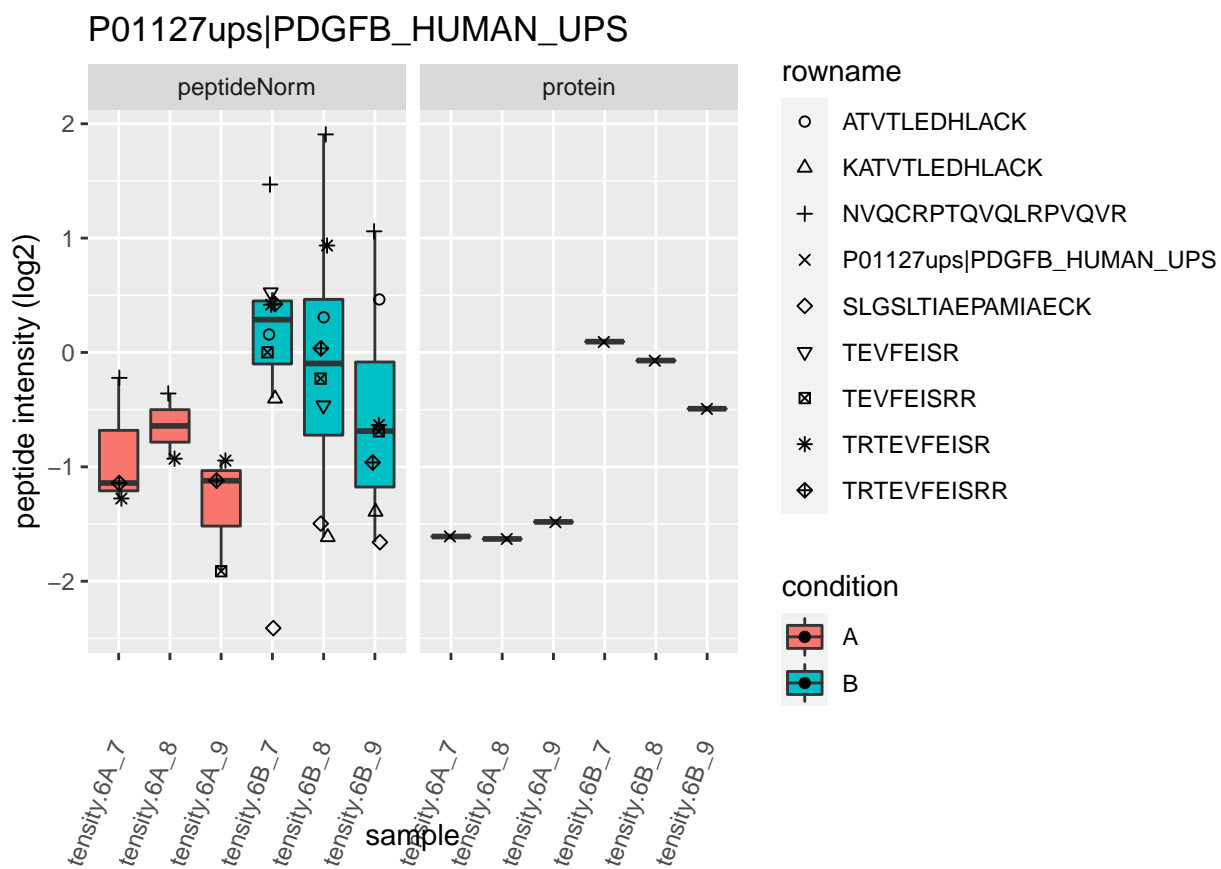 P01127ups|PDGFB_HUMAN_UPS
peptideNorm
protein
peptide intensity (log2)
2
1
0
−1
−2
tensity.6A_7
tensity.6A_8
tensity.6A_9
tensity.6B_7
tensity.6B_8
tensity.6B_9
tensity.6A_7
tensity.6A_8
tensity.6A_9
tensity.6B_7
tensity.6B_8
tensity.6B_9
sample
rowname
ATVTLEDHLACK
KATVTLEDHLACK
NVQCRPTQVQLRPVQVR
P01127ups|PDGFB_HUMAN_UPS
SLGSLTIAEPAMIAECK
TEVFEISR
TEVFEISRR
TRTEVFEISR
TRTEVFEISRR
condition
A
B